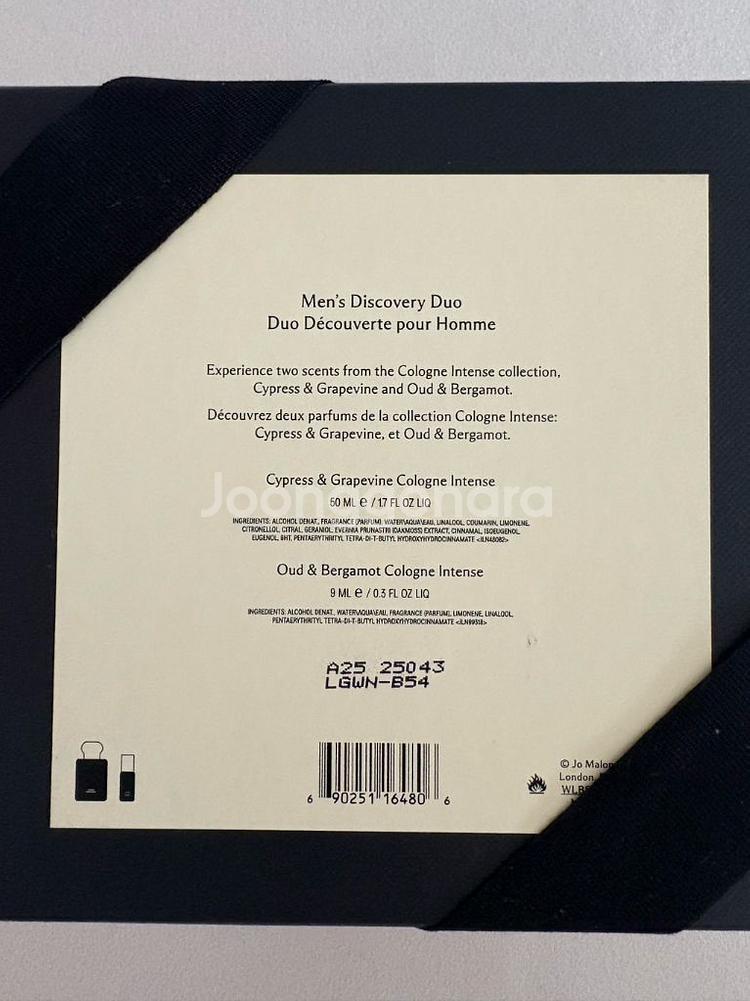 Men's Discovery Duo
Duo Découverte pour Homme
Experience two scents from the Cologne Intense collection,
Cypress & Grapevine and Oud & Bergamot.
Découvrez deux parfums de la collection Cologne Intense:
Cypress & Grapevine, et Oud & Bergamot.
Cypress & Grapevine Cologne Intense
Joonggonara
50 ML e / 1.7 FL OZ LIQ
INGREDIENTS: ALCOHOL DENAT., FRAGRANCE (PARFUM), WATER\AQUA\EAU, LINALOOL, COUMARIN, LIMONENE,
CITRONELLOL, CITRAL, GERANIOL, EVERNIA PRUNASTRI (OAKMOSS) EXTRACT, CINNAMAL, ISOEUGENOL,
EUGENOL, BHT, PENTAERYTHRITYL TETRA-DI-T-BUTYL HYDROXYHYDROCINNAMATE
Oud & Bergamot Cologne Intense
9 ML e / 0.3 FL OZ LIQ
INGREDIENTS: ALCOHOL DENAT., WATER\AQUA\EAU, FRAGRANCE (PARFUM), LIMONENE, LINALOOL,
PENTAERYTHRITYL TETRA-DI-T-BUTYL HYDROXYHYDROCINNAMATE
A25 25043
LGWN-B54
6 90251 16480 6
© Jo Malo
London,